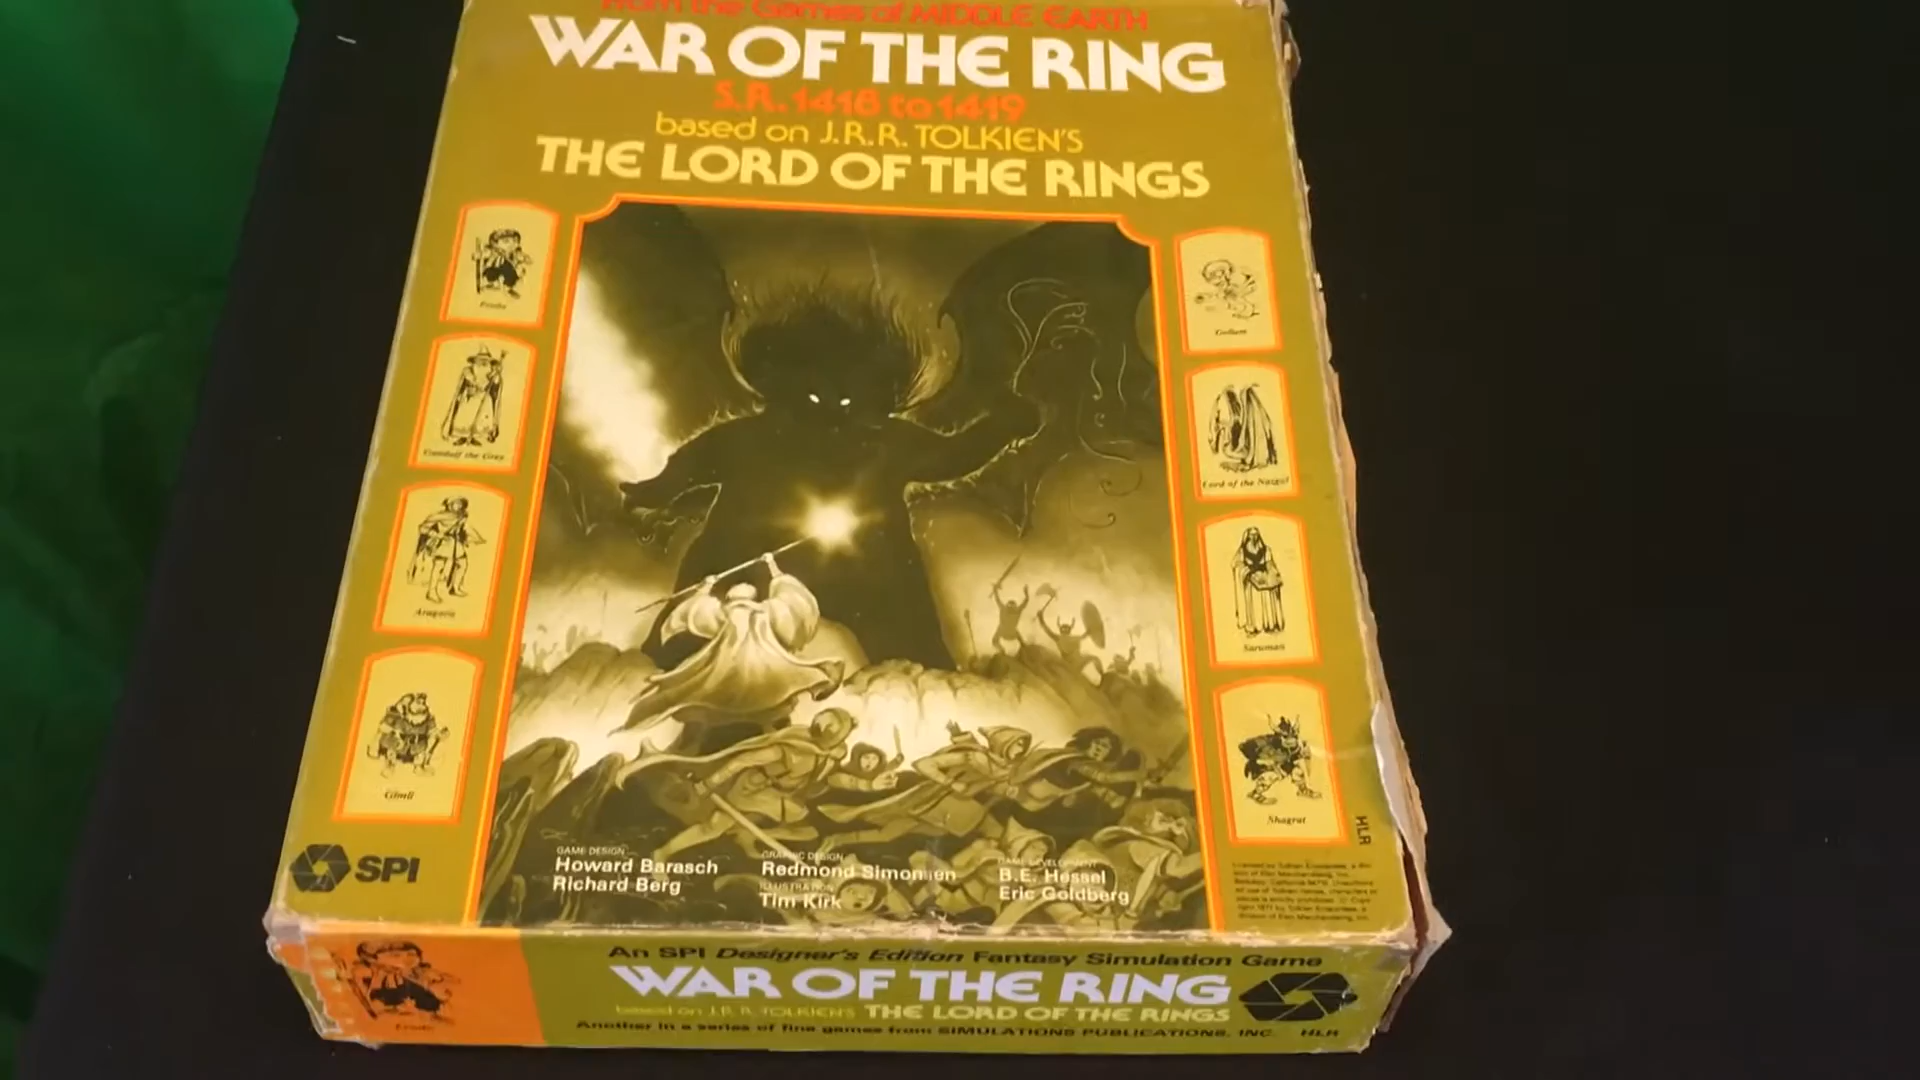 From the Games of MIDDLE EARTH
WAR OF THE RING
S.R. 1418 to 1419
based on J.R.R. TOLKIEN'S
THE LORD OF THE RINGS
Frodo
Gandalf the Grey
Aragorn
Gimli
Gollum
Lord of the Nazgul
Saruman
Shagrat
HLR
SPI
GAME DESIGN
Howard Barasch
Richard Berg
GRAPHIC DESIGN
Redmond Simonsen
ILLUSTRATION
Tim Kirk
GAME DEVELOPMENT
B.E. Hessel
Eric Goldberg
An SPI Designer's Edition Fantasy Simulation Game
WAR OF THE RING
based on J.R.R. TOLKIEN'S THE LORD OF THE RINGS
Another in a series of fine games from SIMULATIONS PUBLICATIONS, INC. HLR
Frodo